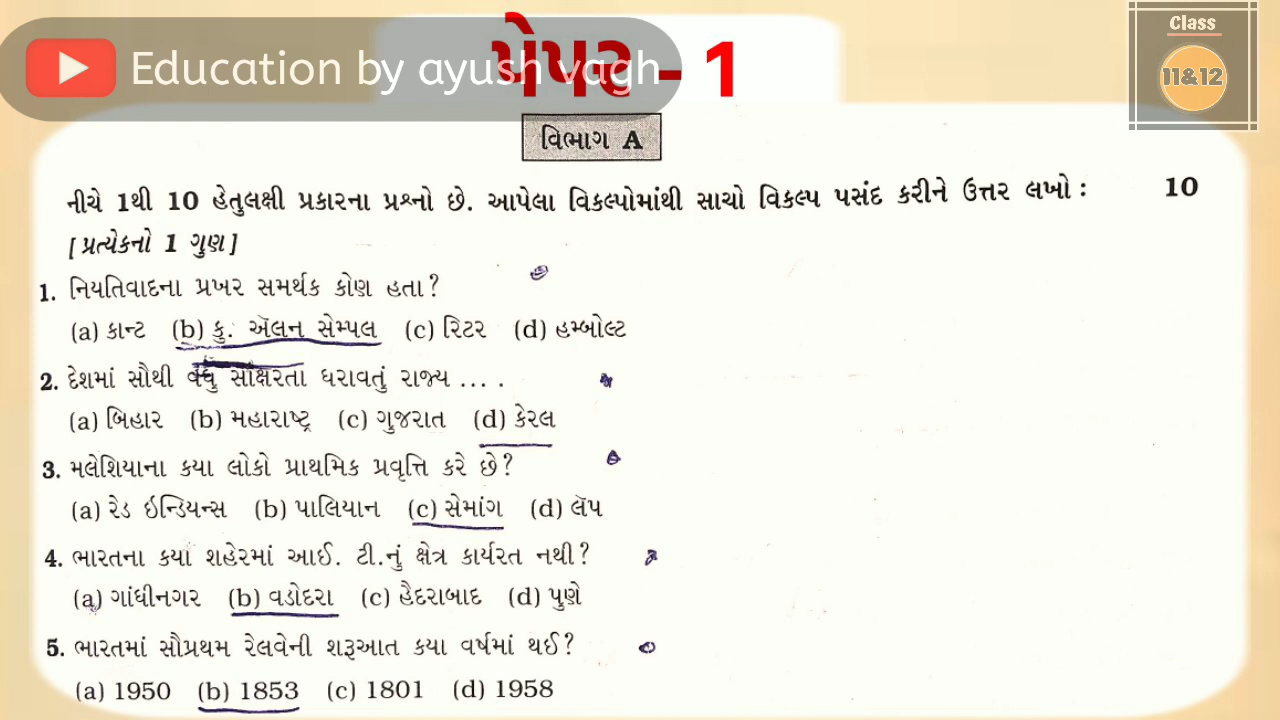 Education by ayush vagh
પેપર - 1
Class
11&12
વિભાગ A
નીચે 1થી 10 હેતુલક્ષી પ્રકારના પ્રશ્નો છે. આપેલા વિકલ્પોમાંથી સાચો વિકલ્પ પસંદ કરીને ઉત્તર લખો : 10
[પ્રત્યેકનો 1 ગુણ]
1. નિયતિવાદના પ્રખર સમર્થક કોણ હતા?
(a) કાન્ટ (b) કુ. ઍલન સેમ્પલ (c) રિટર (d) હમ્બોલ્ટ
2. દેશમાં સૌથી વધુ સાક્ષરતા ધરાવતું રાજ્ય ... .
(a) બિહાર (b) મહારાષ્ટ્ર (c) ગુજરાત (d) કેરલ
3. મલેશિયાના કયા લોકો પ્રાથમિક પ્રવૃત્તિ કરે છે?
(a) રેડ ઇન્ડિયન્સ (b) પાલિયાન (c) સેમાંગ (d) લૅપ
4. ભારતના કયા શહેરમાં આઈ. ટી.નું ક્ષેત્ર કાર્યરત નથી?
(a) ગાંધીનગર (b) વડોદરા (c) હૈદરાબાદ (d) પુણે
5. ભારતમાં સૌપ્રથમ રેલવેની શરૂઆત કયા વર્ષમાં થઈ?
(a) 1950 (b) 1853 (c) 1801 (d) 1958